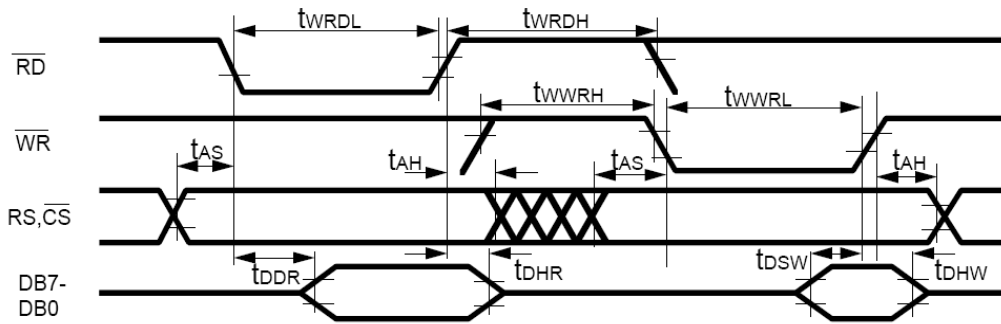 tWRDL tWRDH
RD
tWWRH tWWRL
WR
tAS tAH tAS tAH
RS,CS
tDDR tDHR tDSW tDHW
DB7-
DB0